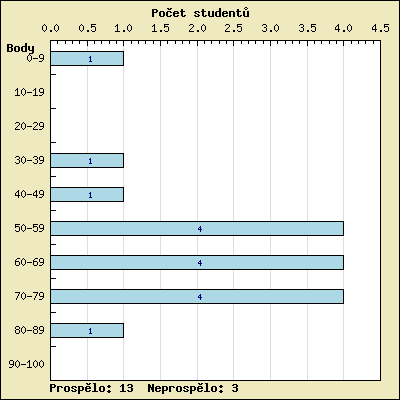 Počet studentů
0.0 0.5 1.0 1.5 2.0 2.5 3.0 3.5 4.0 4.5
Body
0-9 1
10-19
20-29
30-39 1
40-49 1
50-59 4
60-69 4
70-79 4
80-89 1
90-100
Prospělo: 13 Neprospělo: 3